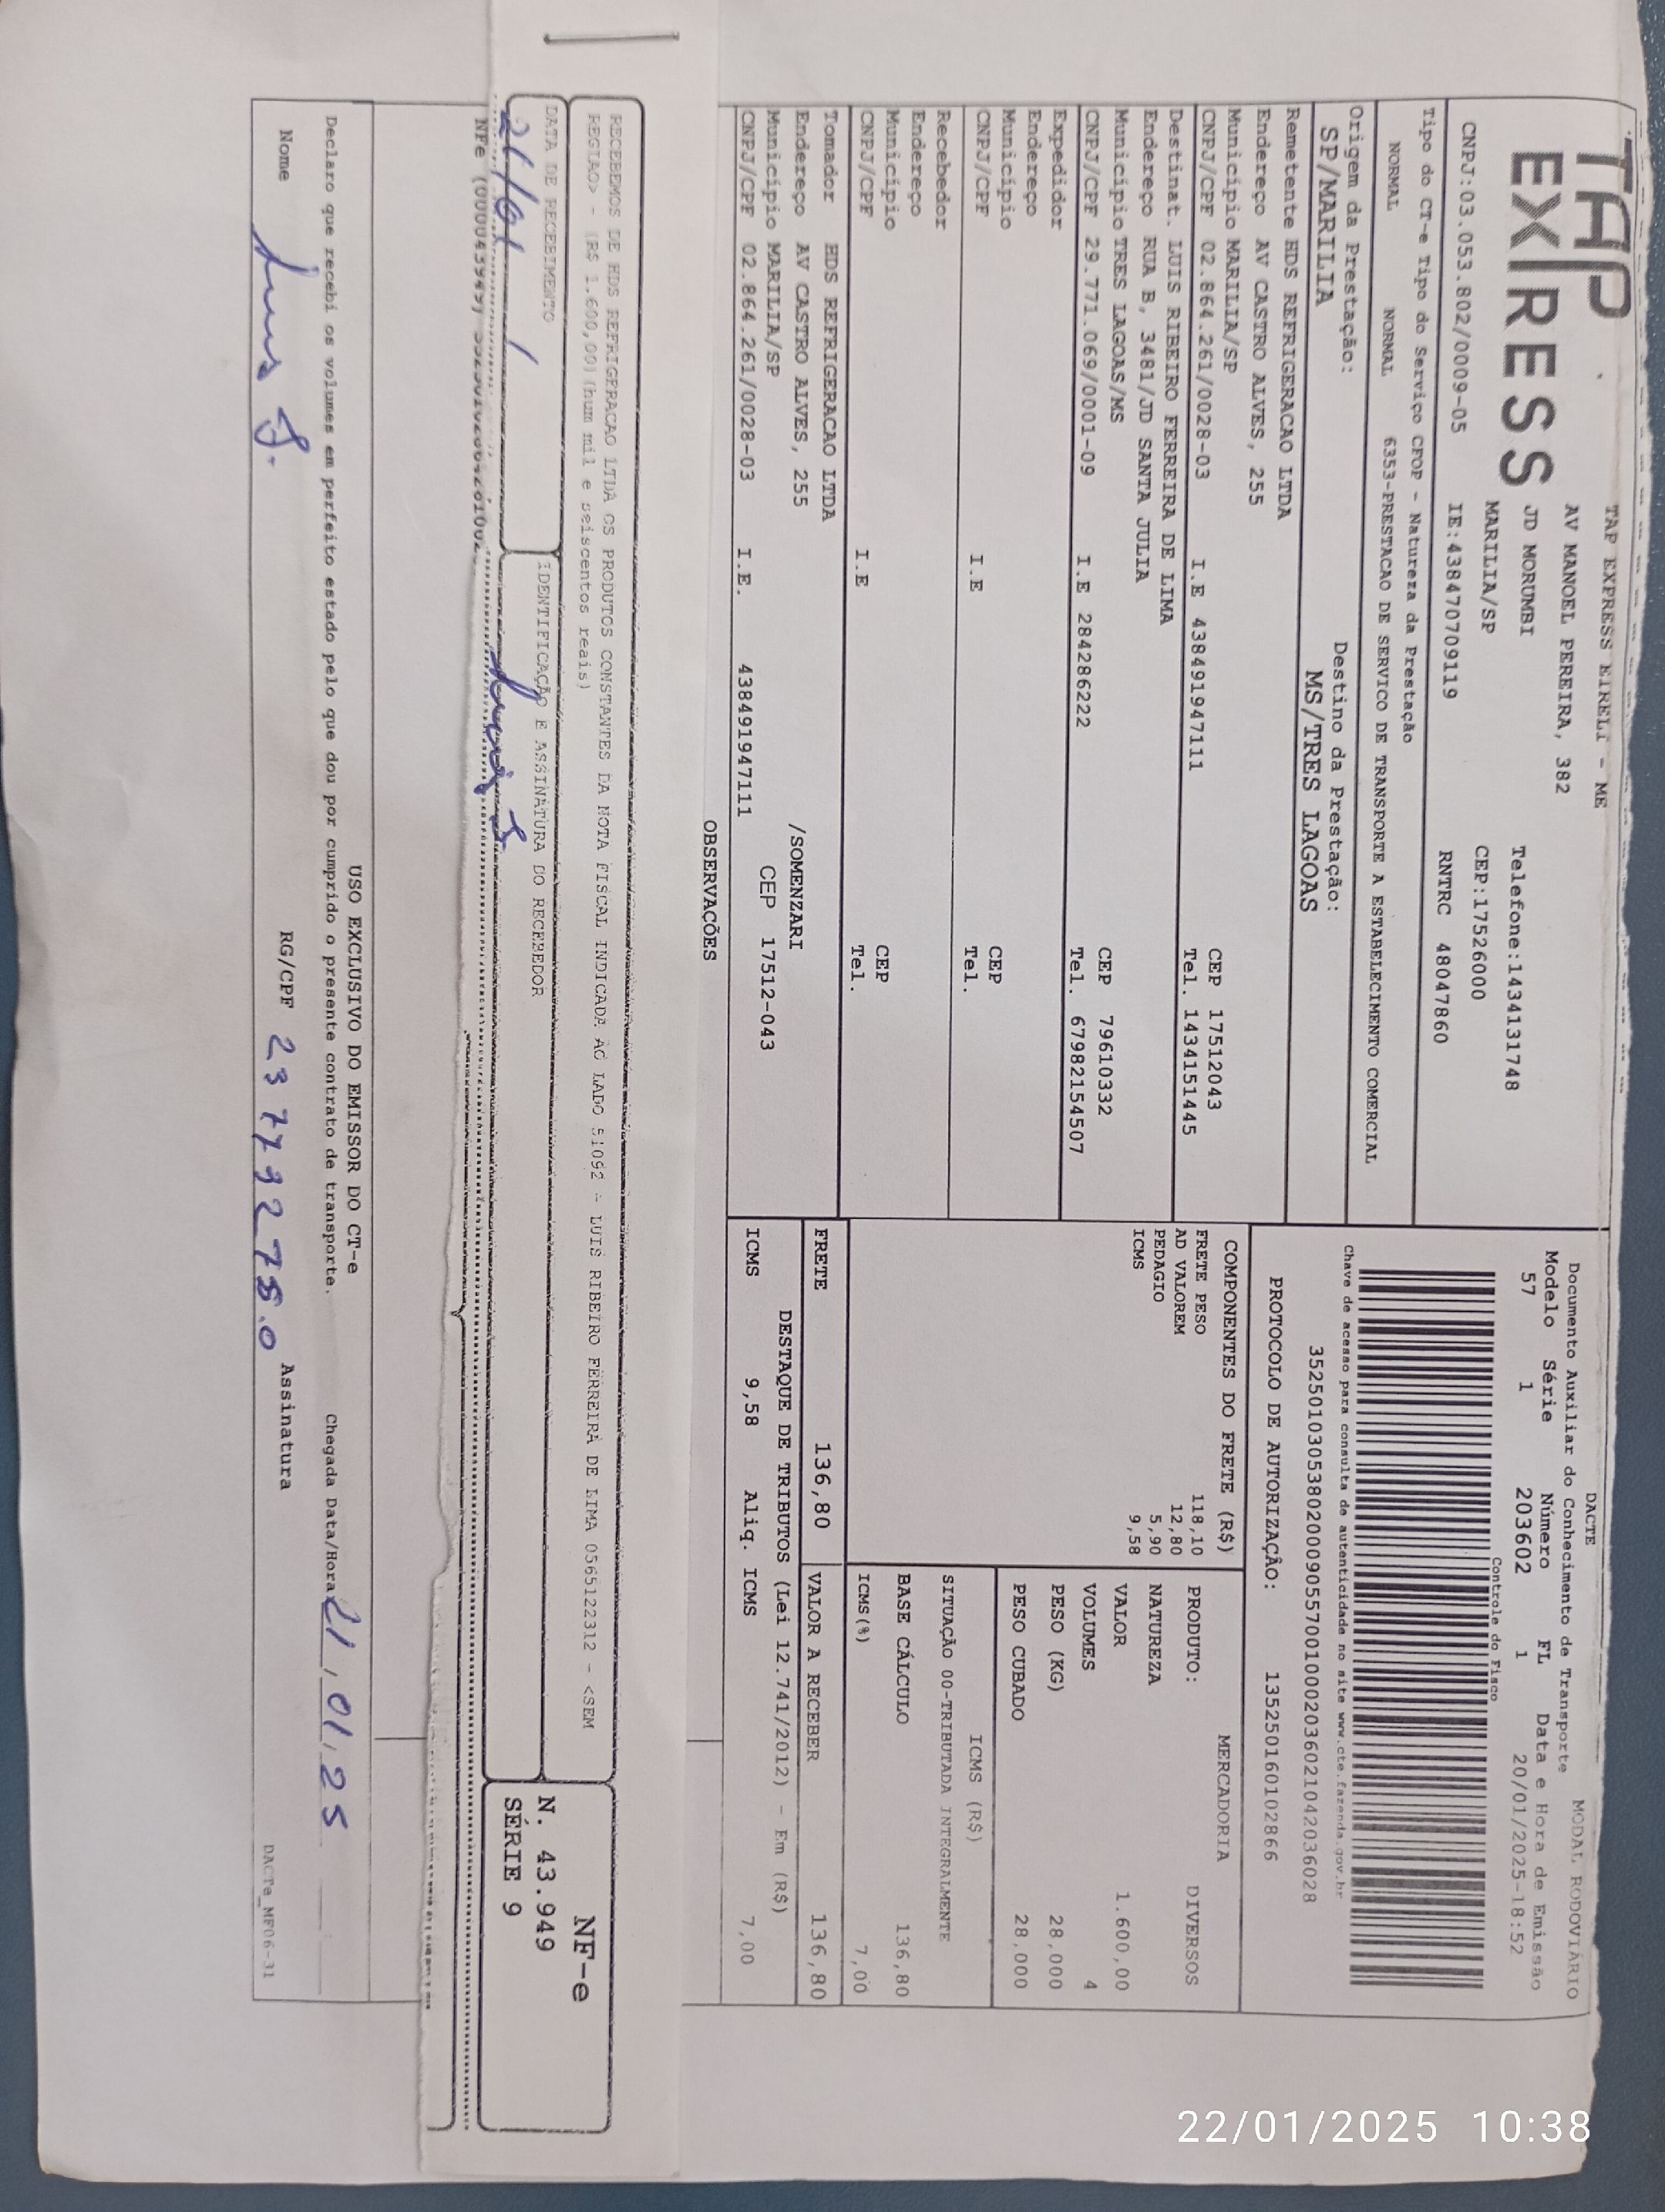 TAP
EXPRESS
TAP EXPRESS EIRELI - ME
AV MANOEL PEREIRA, 382
JD MORUMBI Telefone:1434131748
MARILIA/SP CEP:17526000
CNPJ:03.053.802/0009-05 IE:438470709119 RNTRC 48047860
Tipo do CT-e Tipo do Serviço CFOP - Natureza da Prestação
NORMAL NORMAL 6353-PRESTACAO DE SERVICO DE TRANSPORTE A ESTABELECIMENTO COMERCIAL
Origem da Prestação: Destino da Prestação:
SP/MARILIA MS/TRES LAGOAS
Remetente HDS REFRIGERACAO LTDA
Endereço AV CASTRO ALVES, 255 CEP 17512043
Município MARILIA/SP Tel. 1434151445
CNPJ/CPF 02.864.261/0028-03 I.E 438491947111
Destinat. LUIS RIBEIRO FERREIRA DE LIMA
Endereço RUA B, 3481/JD SANTA JULIA
Município TRES LAGOAS/MS CEP 79610332
CNPJ/CPF 29.771.069/0001-09 I.E 284286222 Tel. 67982154507
Expedidor
Endereço
Município CEP
CNPJ/CPF I.E Tel.
Recebedor
Endereço
Município CEP
CNPJ/CPF I.E Tel.
Tomador HDS REFRIGERACAO LTDA
Endereço AV CASTRO ALVES, 255 /SOMENZARI
Município MARILIA/SP CEP 17512-043
CNPJ/CPF 02.864.261/0028-03 I.E. 438491947111
DACTE MODAL RODOVIÁRIO
Documento Auxiliar do Conhecimento de Transporte
Modelo Série Número FL Data e Hora de Emissão
57 1 203602 1 20/01/2025-18:52
Controle do Fisco
Chave de acesso para consulta de autenticidade no site www.cte.fazenda.gov.br
35250103053802000905570010002036021042036028
PROTOCOLO DE AUTORIZAÇÃO: 135250160102866
COMPONENTES DO FRETE (R$)
FRETE PESO 118,10
AD VALOREM 12,80
PEDAGIO 5,90
ICMS 9,58
MERCADORIA
PRODUTO: DIVERSOS
NATUREZA
VALOR 1.600,00
VOLUMES 4
PESO (KG) 28,000
PESO CUBADO 28,000
ICMS (R$)
SITUAÇÃO 00-TRIBUTADA INTEGRALMENTE
BASE CÁLCULO 136,80
ICMS(%) 7,00
FRETE 136,80 VALOR A RECEBER 136,80
DESTAQUE DE TRIBUTOS (Lei 12.741/2012) - Em (R$)
ICMS 9,58 Aliq. ICMS 7,00
OBSERVAÇÕES
RECEBEMOS DE HDS REFRIGERACAO LTDA OS PRODUTOS CONSTANTES DA NOTA FISCAL INDICADA AO LADO 51092 - LUIS RIBEIRO FERREIRA DE LIMA 0565122312 - <SEM
REGIAO> - (R$ 1.600,00)(hum mil e seiscentos reais)
DATA DE RECEBIMENTO IDENTIFICAÇÃO E ASSINATURA DO RECEBEDOR
21/01/
Luis F.
NF-e
N. 43.949
SÉRIE 9
NFe
USO EXCLUSIVO DO EMISSOR DO CT-e
Declaro que recebi os volumes em perfeito estado pelo que dou por cumprido o presente contrato de transporte. Chegada Data/Hora 21/01/25
Nome Luis F. RG/CPF Assinatura
DACTe_MF06-31
22/01/2025 10:38